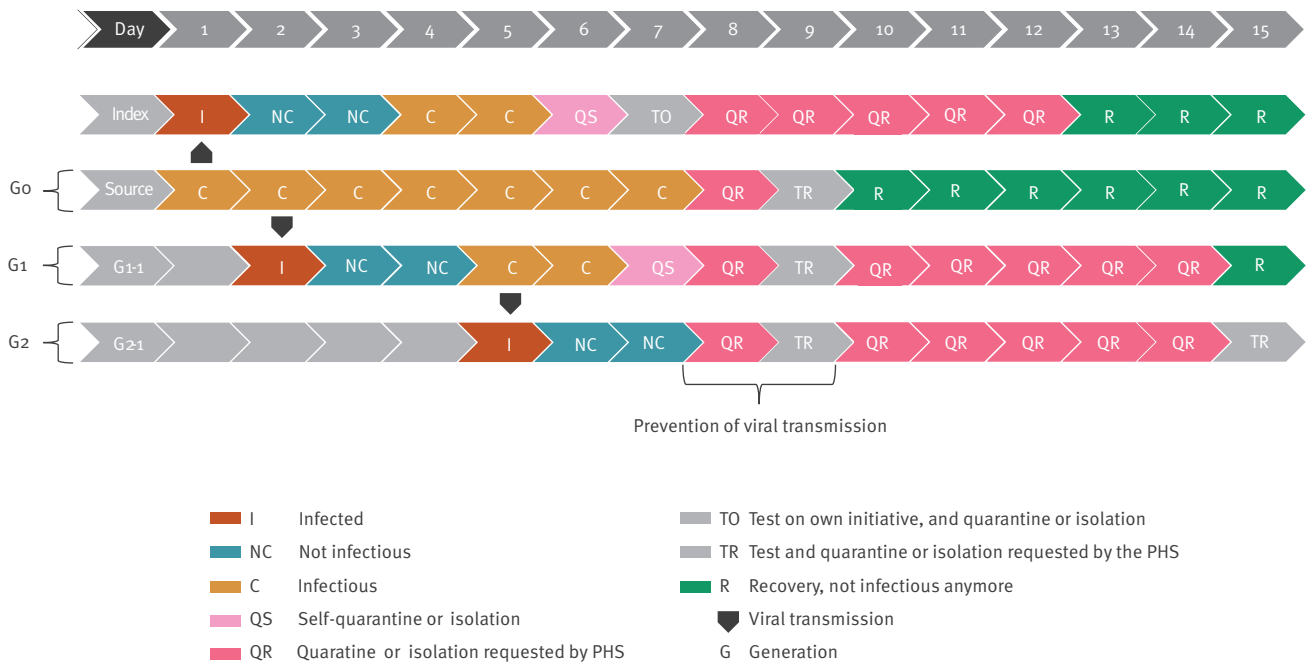 Day 1 2 3 4 5 6 7 8 9 10 11 12 13 14 15
Index I NC NC C C QS TO QR QR QR QR QR R R R
G0 Source C C C C C C C QR TR R R R R R R
G1 G1-1 I NC NC C C QS QR TR QR QR QR QR QR R
G2 G2-1 I NC NC QR TR QR QR QR QR QR TR
Prevention of viral transmission
I Infected
NC Not infectious
C Infectious
QS Self-quarantine or isolation
QR Quaratine or isolation requested by PHS
TO Test on own initiative, and quarantine or isolation
TR Test and quarantine or isolation requested by the PHS
R Recovery, not infectious anymore
Viral transmission
G Generation